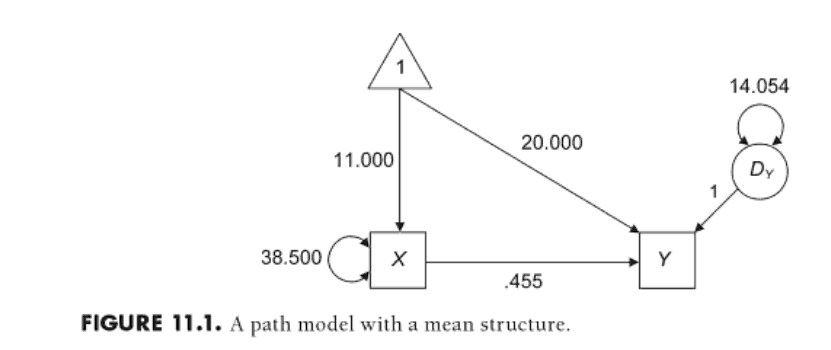 1
14.054
20.000
D_Y
11.000
1
38.500
X
Y
.455
FIGURE 11.1. A path model with a mean structure.